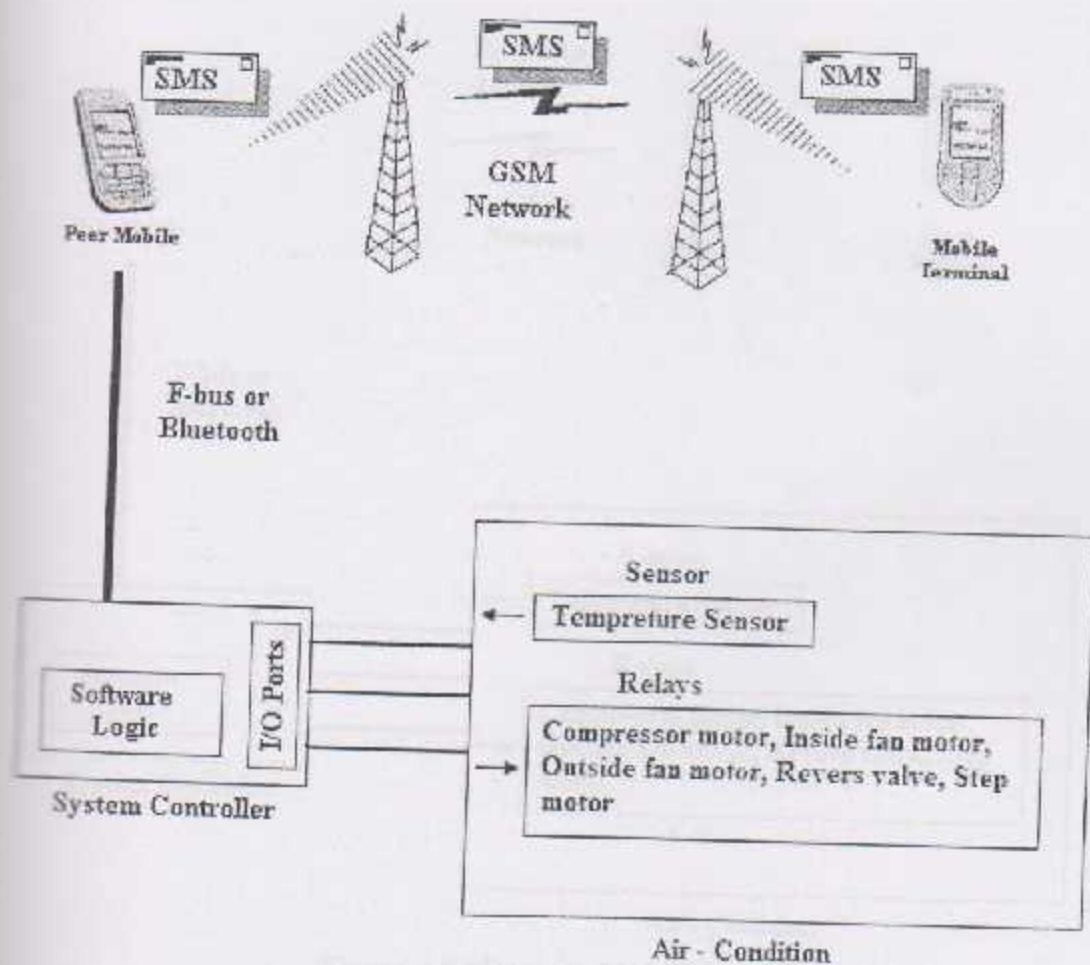 SMS
SMS
SMS
GSM
Network
Peer Mobile
Mobile
Terminal
F-bus or
Bluetooth
Software
Logic
I/O Ports
System Controller
Sensor
Tempreture Sensor
Relays
Compressor motor, Inside fan motor,
Outside fan motor, Revers valve, Step
motor
Air - Condition